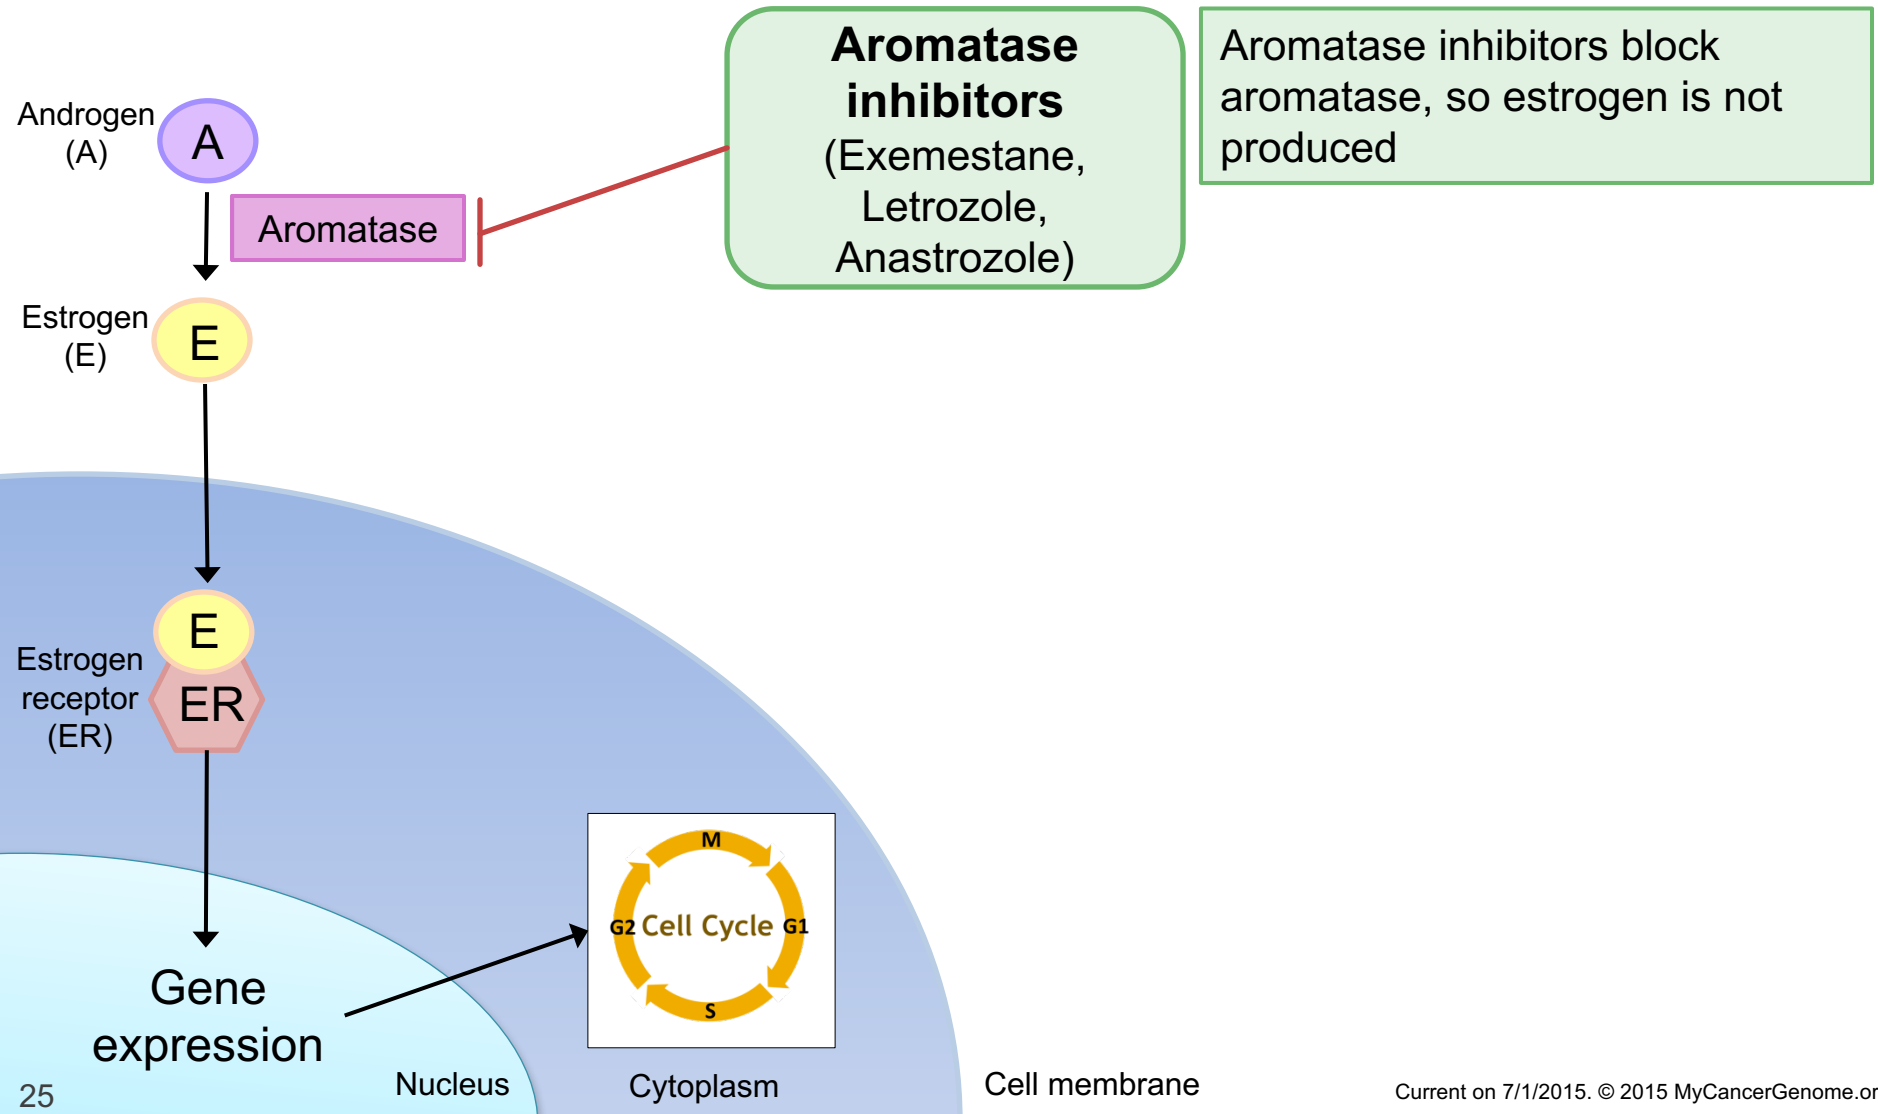 Aromatase
inhibitors
(Exemestane,
Letrozole,
Anastrozole)
Aromatase inhibitors block
aromatase, so estrogen is not
produced
Androgen
(A)
A
Aromatase
Estrogen
(E)
E
E
Estrogen
receptor
(ER)
ER
M
G2
Cell Cycle
G1
S
Gene
expression
Nucleus
Cytoplasm
Cell membrane
25
Current on 7/1/2015. © 2015 MyCancerGenome.or